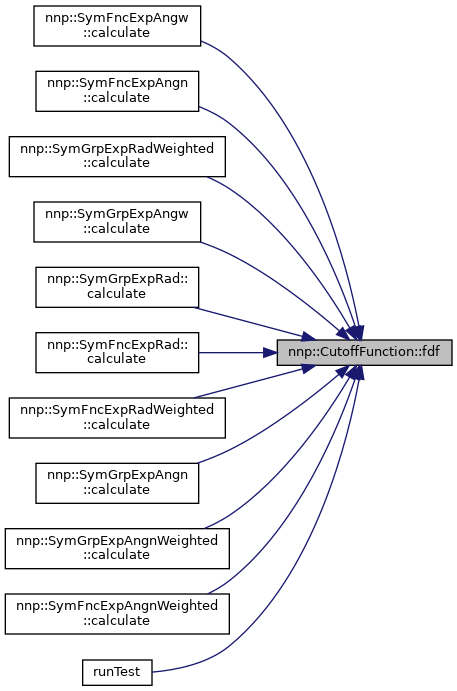 nnp::SymFncExpAngw
::calculate
nnp::SymFncExpAngn
::calculate
nnp::SymGrpExpRadWeighted
::calculate
nnp::SymGrpExpAngw
::calculate
nnp::SymGrpExpRad::
calculate
nnp::SymFncExpRad::
calculate
nnp::CutoffFunction::fdf
nnp::SymFncExpRadWeighted
::calculate
nnp::SymGrpExpAngn
::calculate
nnp::SymGrpExpAngnWeighted
::calculate
nnp::SymFncExpAngnWeighted
::calculate
runTest